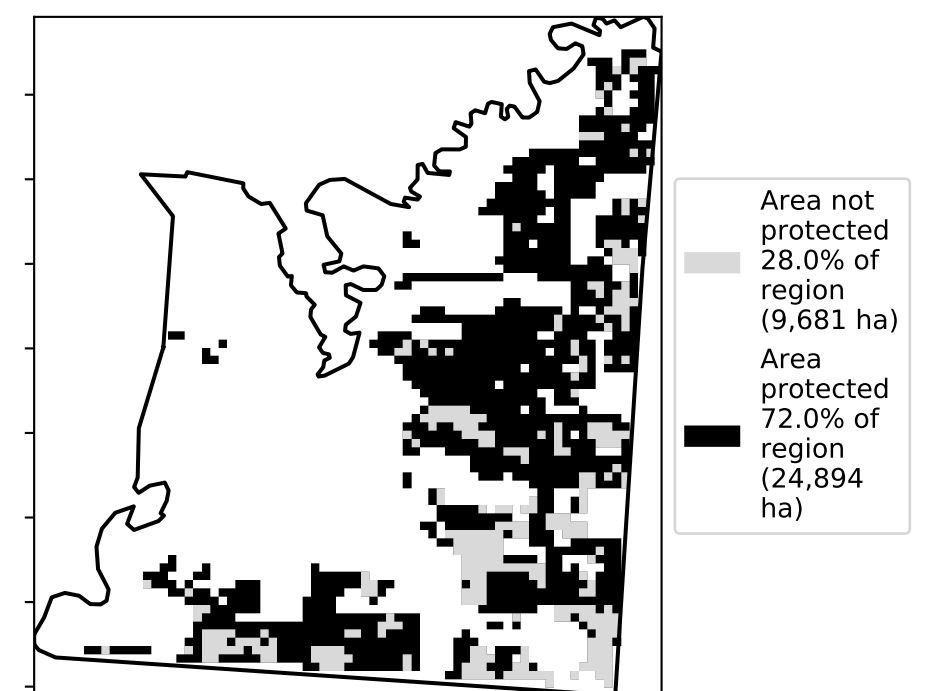 Area not
protected
28.0% of
region
(9,681 ha)
Area
protected
72.0% of
region
(24,894
ha)